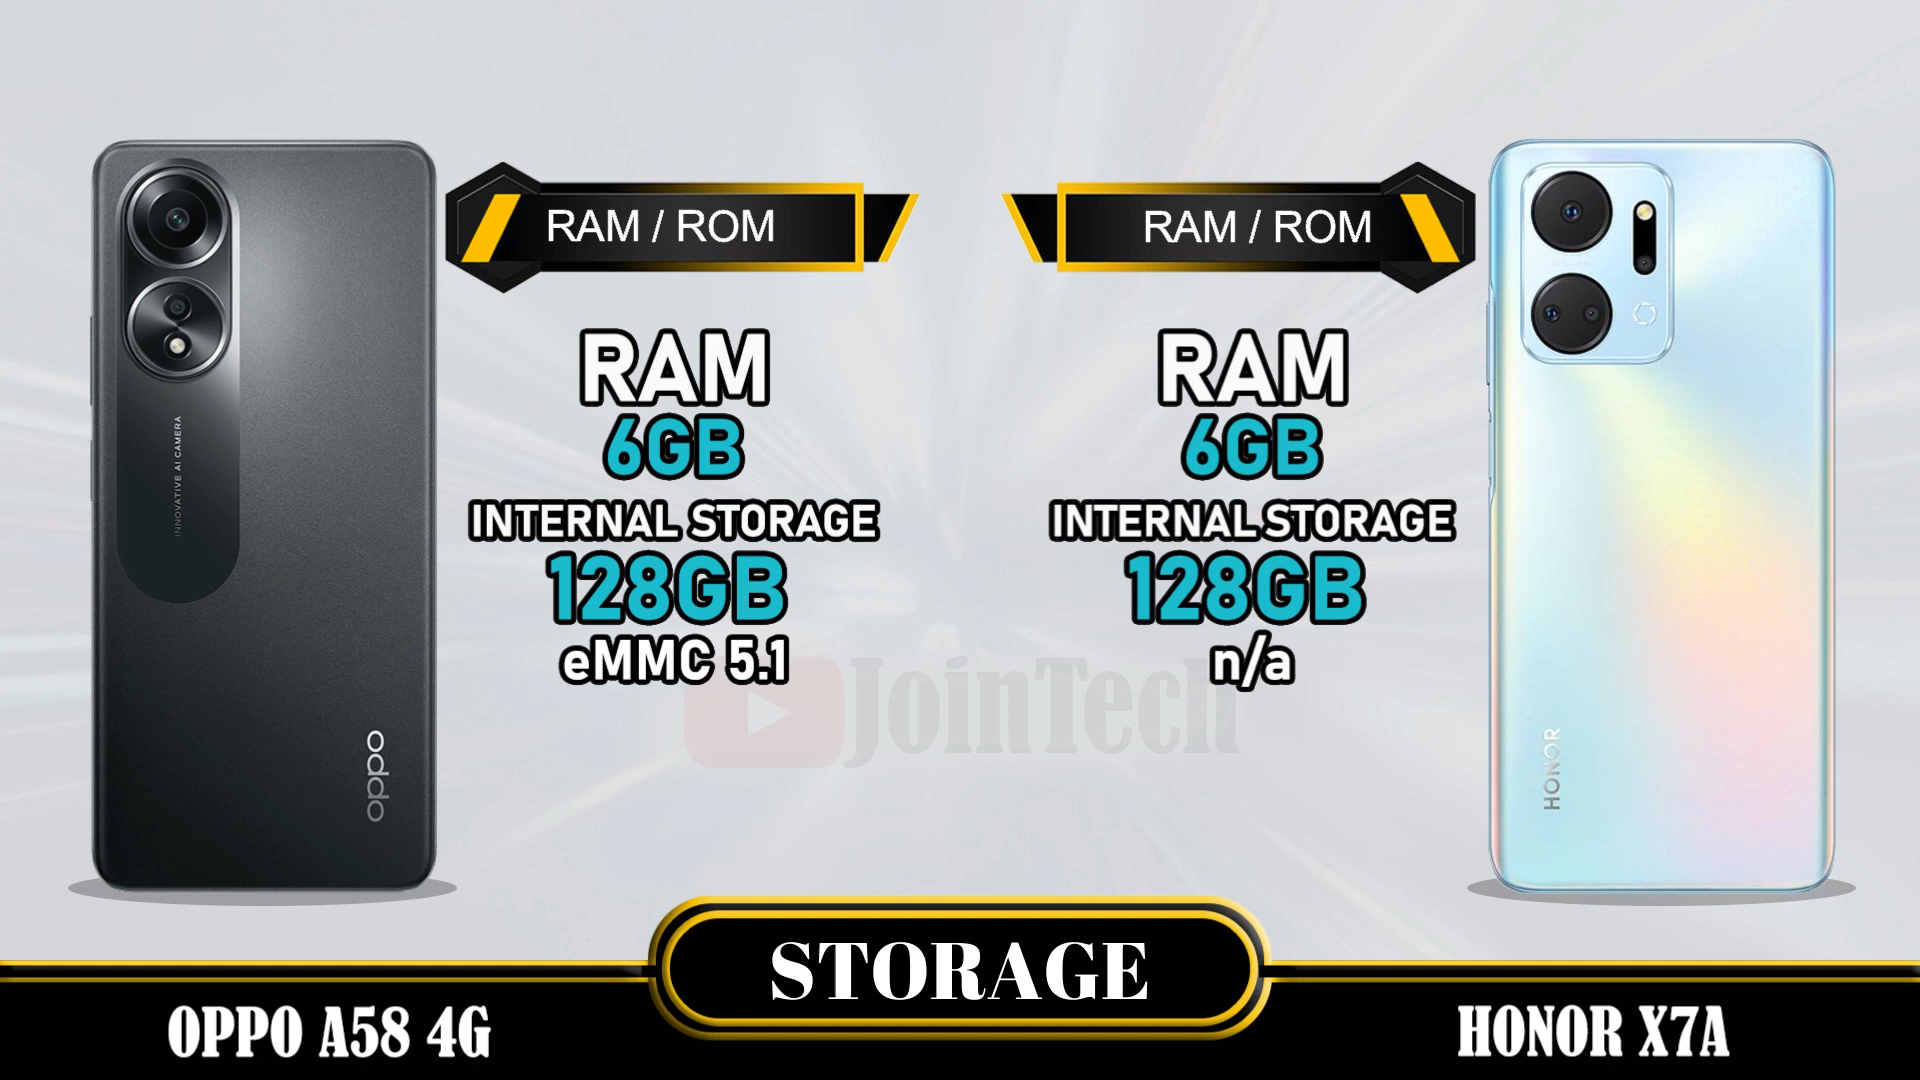 RAM / ROM
RAM
6GB
INTERNAL STORAGE
128GB
eMMC 5.1
RAM / ROM
RAM
6GB
INTERNAL STORAGE
128GB
n/a
INNOVATIVE AI CAMERA
oppo
HONOR
JoinTech
STORAGE
OPPO A58 4G
HONOR X7A